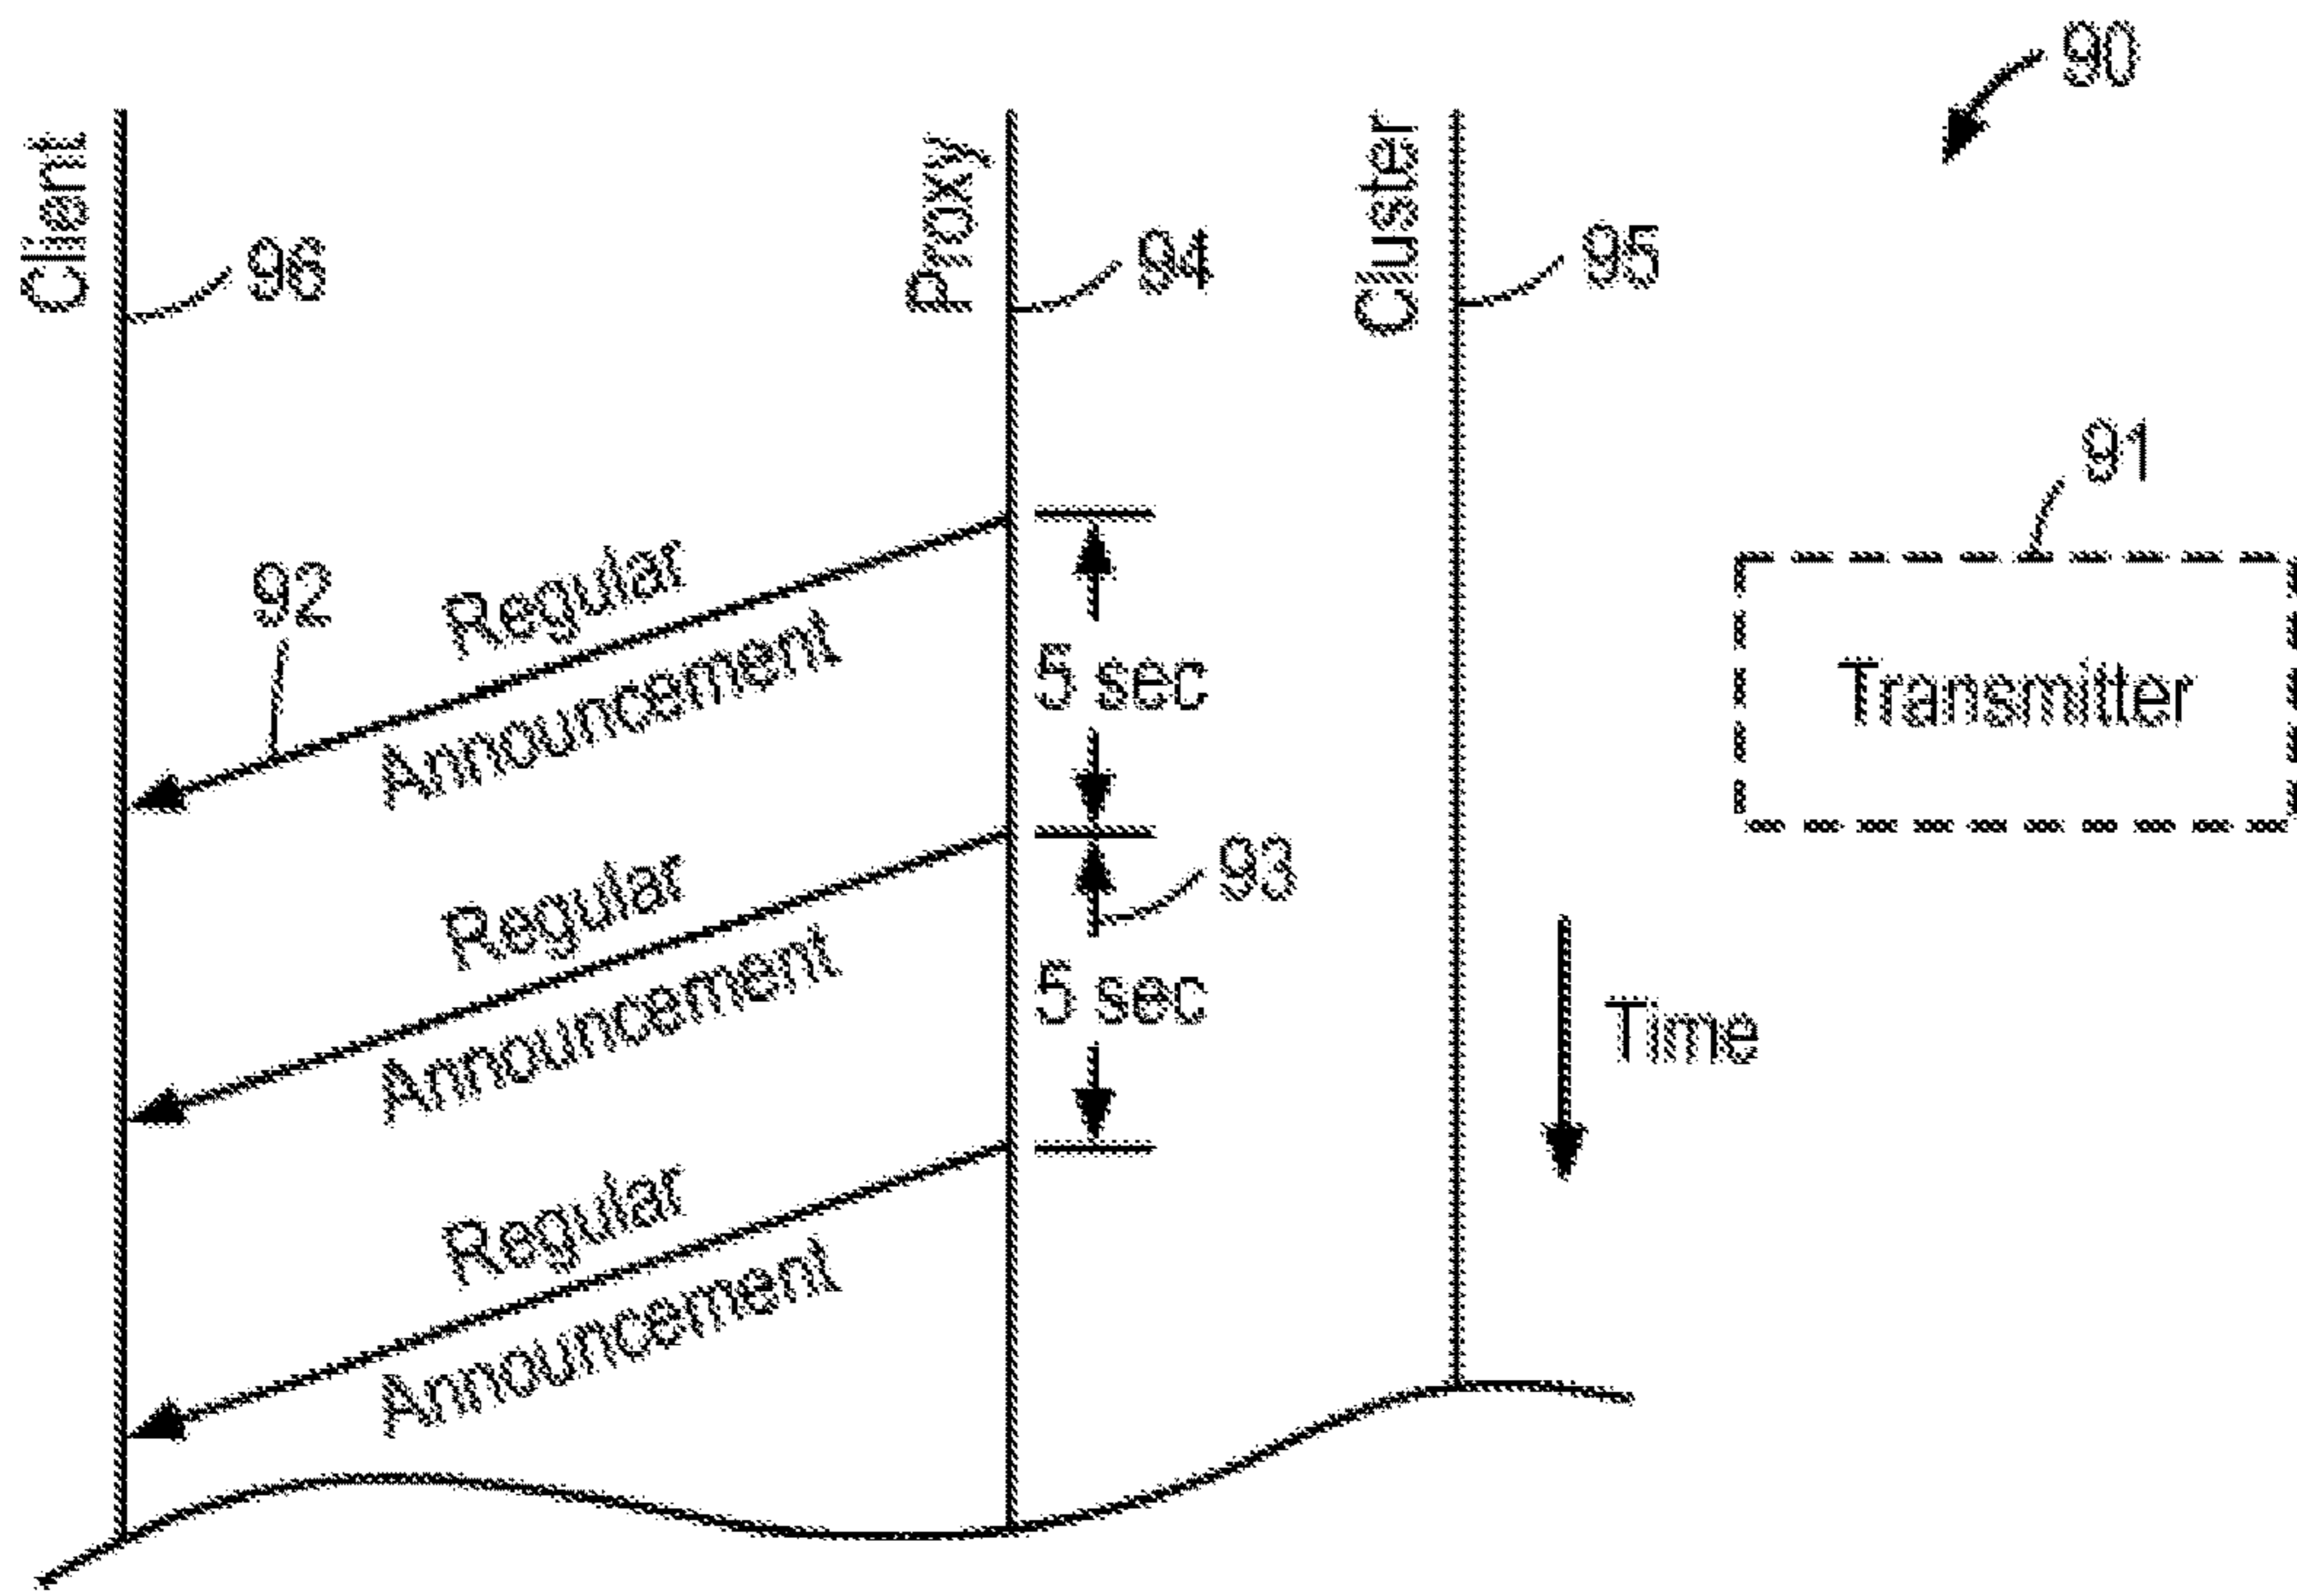 90
Client
96
Proxy
94
Cluster
95
91
Transmitter
92
Regular
Announcement
5 sec
93
Regular
Announcement
5 sec
Time
Regular
Announcement